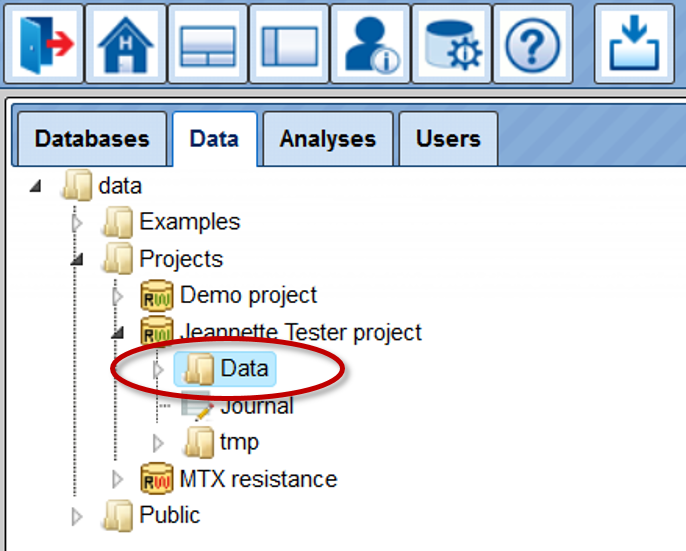 H
i
?
Databases Data Analyses Users
data
Examples
Projects
RW Demo project
RW Jeannette Tester project
Data
Journal
tmp
RW MTX resistance
Public